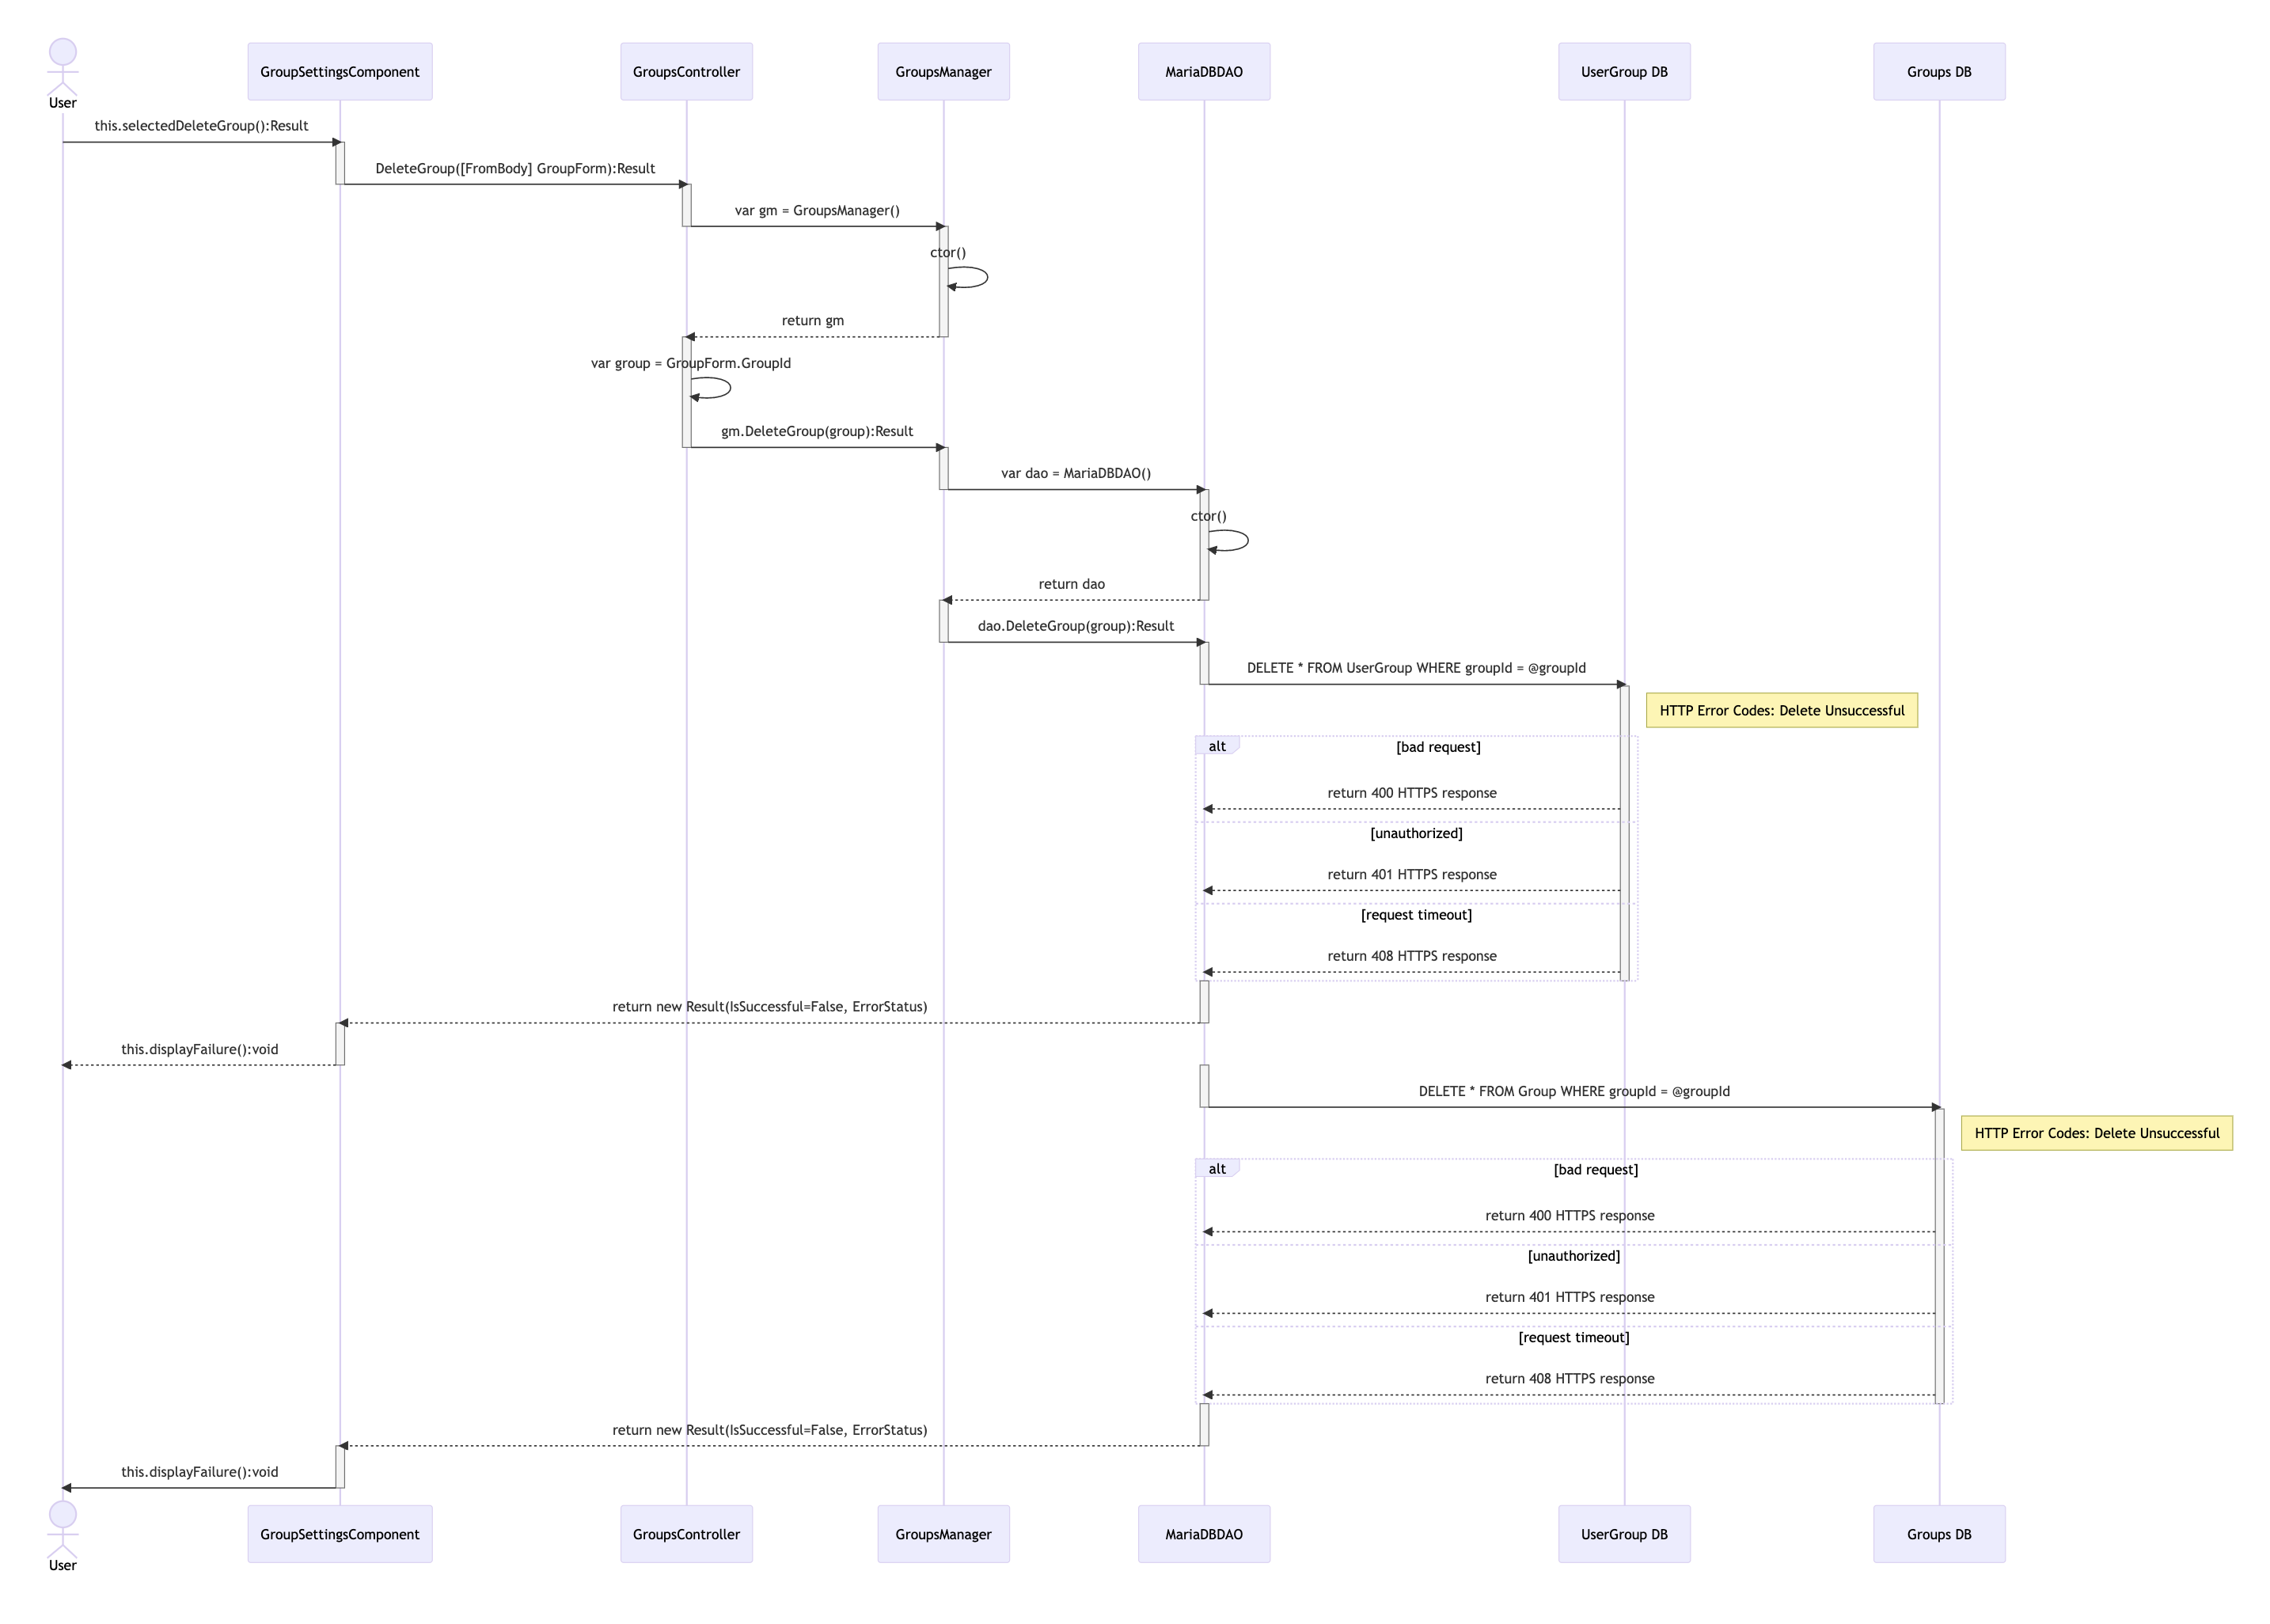 User
GroupSettingsComponent
GroupsController
GroupsManager
MariaDBDAO
UserGroup DB
Groups DB
this.selectedDeleteGroup():Result
DeleteGroup([FromBody] GroupForm):Result
var gm = GroupsManager()
ctor()
return gm
var group = GroupForm.GroupId
gm.DeleteGroup(group):Result
var dao = MariaDBDAO()
ctor()
return dao
dao.DeleteGroup(group):Result
DELETE * FROM UserGroup WHERE groupId = @groupId
HTTP Error Codes: Delete Unsuccessful
alt
[bad request]
return 400 HTTPS response
[unauthorized]
return 401 HTTPS response
[request timeout]
return 408 HTTPS response
return new Result(IsSuccessful=False, ErrorStatus)
this.displayFailure():void
DELETE * FROM Group WHERE groupId = @groupId
HTTP Error Codes: Delete Unsuccessful
alt
[bad request]
return 400 HTTPS response
[unauthorized]
return 401 HTTPS response
[request timeout]
return 408 HTTPS response
return new Result(IsSuccessful=False, ErrorStatus)
this.displayFailure():void
User
GroupSettingsComponent
GroupsController
GroupsManager
MariaDBDAO
UserGroup DB
Groups DB